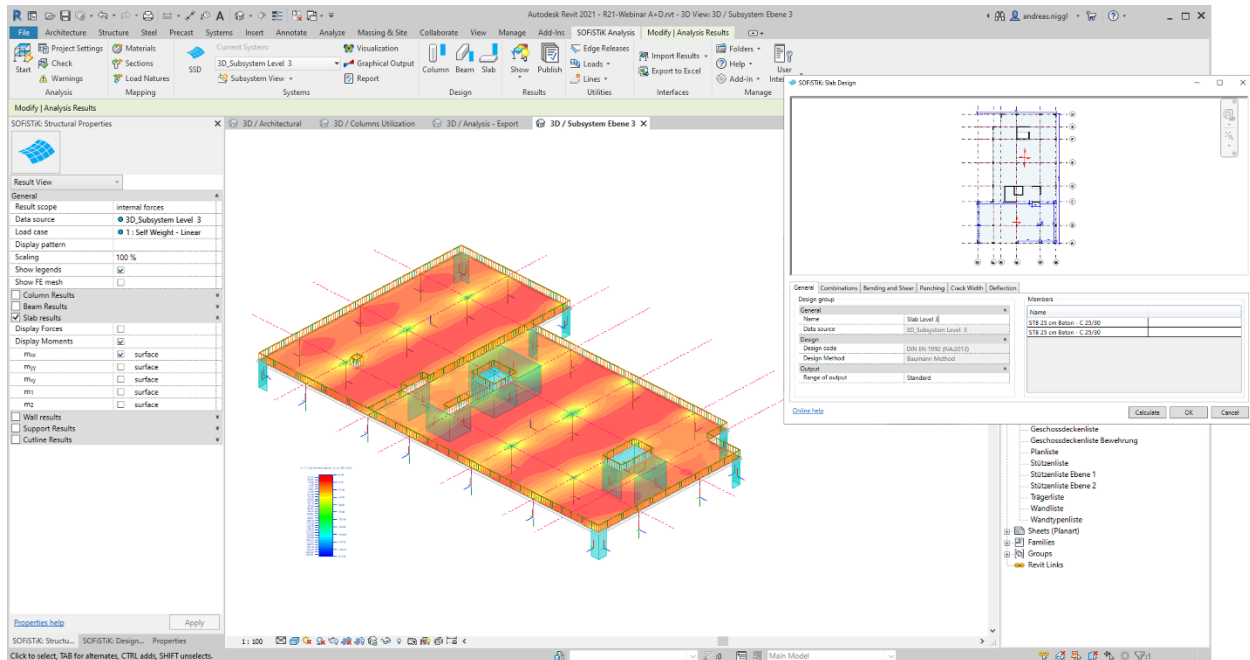 Autodesk Revit 2021 - R21-Webinar A+D.rvt - 3D View: 3D / Subsystem Ebene 3
andreas.niggl
File Architecture Structure Steel Precast Systems Insert Annotate Analyze Massing & Site Collaborate View Manage Add-Ins SOFiSTiK Analysis Modify | Analysis Results
Start
Project Settings
Check
Warnings
Analysis
Materials
Sections
Load Natures
Mapping
SSD
Current System:
3D_Subsystem Level 3
Subsystem View
Visualization
Graphical Output
Report
Systems
Column Beam Slab
Design
Show Publish
Results
Edge Releases
Loads
Lines
Utilities
Import Results
Export to Excel
Interfaces
Folders
Help
Add-In
User
Manage
Modify | Analysis Results
SOFiSTiK: Structural Properties
3D / Architectural 3D / Columns Utilization 3D / Analysis - Export 3D / Subsystem Ebene 3
Result View
General
Result scope internal forces
Data source 3D_Subsystem Level 3
Load case 1 : Self Weight - Linear
Display pattern
Scaling 100 %
Show legends
Show FE mesh
Column Results
Beam Results
Slab results
Display Forces
Display Moments
mxx surface
myy surface
mxy surface
m1 surface
m2 surface
Wall results
Support Results
Cutline Results
Properties help Apply
SOFiSTiK: Structu... SOFiSTiK: Design... Properties
1 : 100
Click to select, TAB for alternates, CTRL adds, SHIFT unselects.
:0 Main Model
:1
SOFiSTiK: Slab Design
General Combinations Bending and Shear Punching Crack Width Deflection
Design group
General
Name Slab Level 3
Data source 3D_Subsystem Level 3
Design
Design code DIN EN 1992 (NA:2013)
Design Method Baumann Method
Output
Range of output Standard
Members
Name
STB 25 cm Beton - C 25/30
STB 25 cm Beton - C 25/30
Online help
Calculate OK Cancel
Geschossdeckenliste
Geschossdeckenliste Bewehrung
Planliste
Stützenliste
Stützenliste Ebene 1
Stützenliste Ebene 2
Trägerliste
Wandliste
Wandtypenliste
Sheets (Planart)
Families
Groups
Revit Links